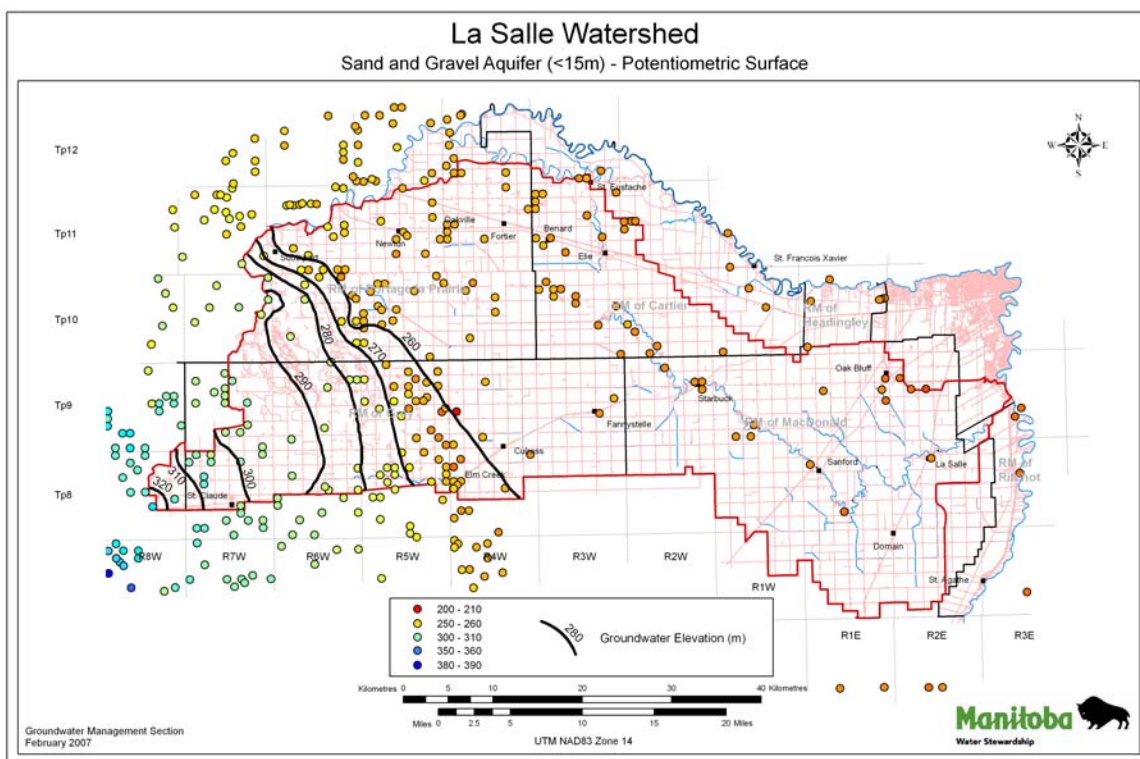 La Salle Watershed
Sand and Gravel Aquifer (<15m) - Potentiometric Surface
N
W E
S
Tp12
St. Eustache
Oakville
Tp11
Newton
Fortier
Benard
Elie
St. Francois Xavier
RM of Portage la Prairie
RM of Cartier
RM of
Headingley
Tp10
280
270
260
290
Oak Bluff
Starbuck
Tp9
RM of Grey
Fannystelle
RM of MacDonald
Culross
Sanford
La Salle
RM of
Ritchot
310
320
300
Elm Creek
Tp8
St. Claude
Domain
R8W
R7W
R6W
R5W
R4W
R3W
R2W
R1W
St. Agathe
R1E
R2E
R3E
200 - 210
250 - 260
300 - 310
350 - 360
380 - 390
280
Groundwater Elevation (m)
Kilometres 0 5 10 20 30 40 Kilometres
Miles 0 2.5 5 10 15 20 Miles
UTM NAD83 Zone 14
Groundwater Management Section
February 2007
Manitoba
Water Stewardship